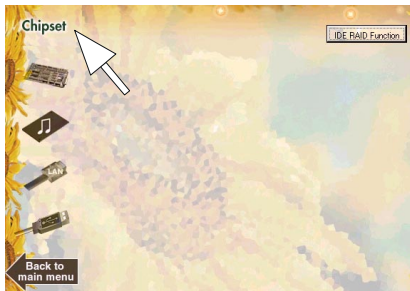 Chipset
IDE RAID Function
LAN
Back to
main menu